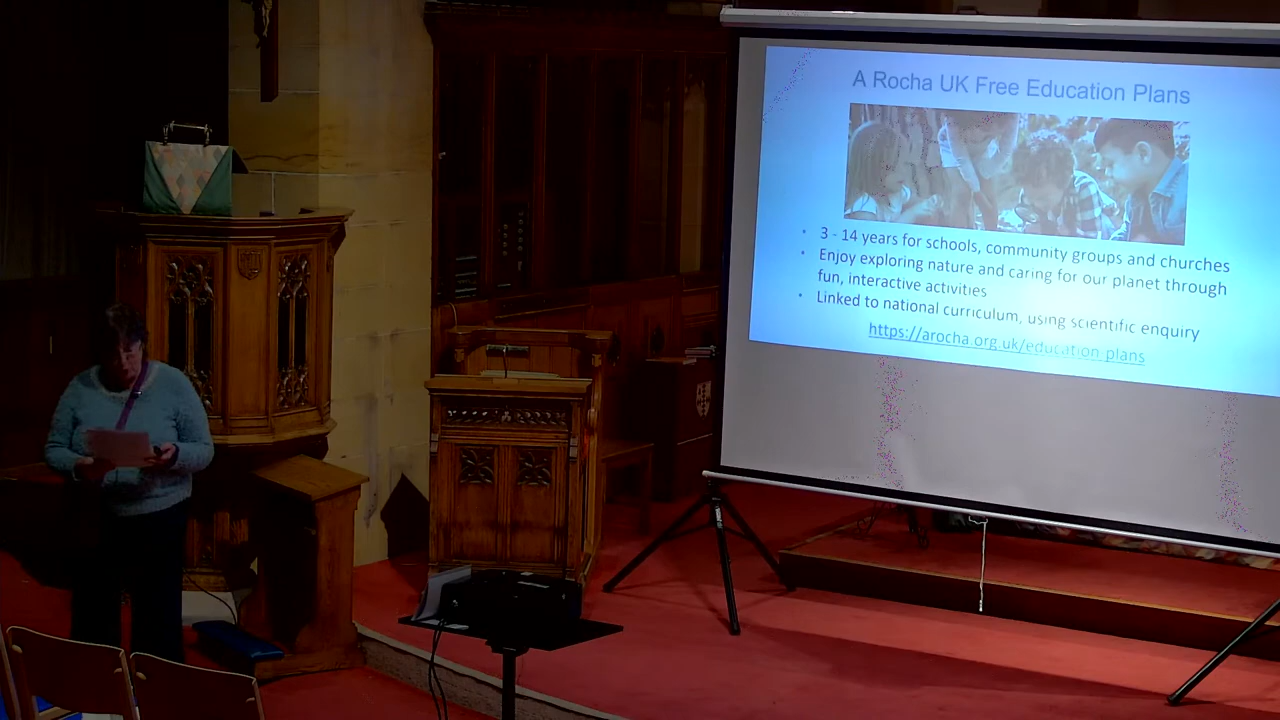 A Rocha UK Free Education Plans
• 3 - 14 years for schools, community groups and churches
• Enjoy exploring nature and caring for our planet through
fun, interactive activities
• Linked to national curriculum, using scientific enquiry
https://arocha.org.uk/education plans